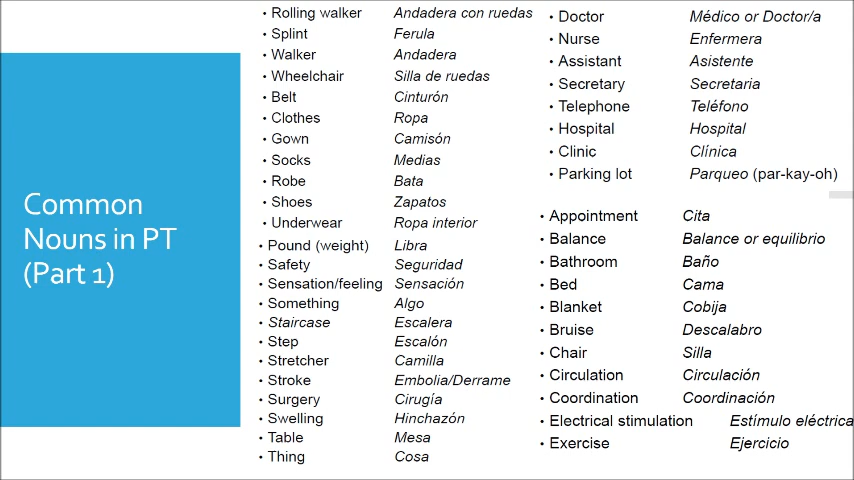 Common
Nouns in PT
(Part 1)
• Rolling walker Andadera con ruedas
• Splint Ferula
• Walker Andadera
• Wheelchair Silla de ruedas
• Belt Cinturón
• Clothes Ropa
• Gown Camisón
• Socks Medias
• Robe Bata
• Shoes Zapatos
• Underwear Ropa interior
• Pound (weight) Libra
• Safety Seguridad
• Sensation/feeling Sensación
• Something Algo
• Staircase Escalera
• Step Escalón
• Stretcher Camilla
• Stroke Embolia/Derrame
• Surgery Cirugía
• Swelling Hinchazón
• Table Mesa
• Thing Cosa
• Doctor Médico or Doctor/a
• Nurse Enfermera
• Assistant Asistente
• Secretary Secretaria
• Telephone Teléfono
• Hospital Hospital
• Clinic Clínica
• Parking lot Parqueo (par-kay-oh)
• Appointment Cita
• Balance Balance or equilibrio
• Bathroom Baño
• Bed Cama
• Blanket Cobija
• Bruise Descalabro
• Chair Silla
• Circulation Circulación
• Coordination Coordinación
• Electrical stimulation Estímulo eléctrica
• Exercise Ejercicio